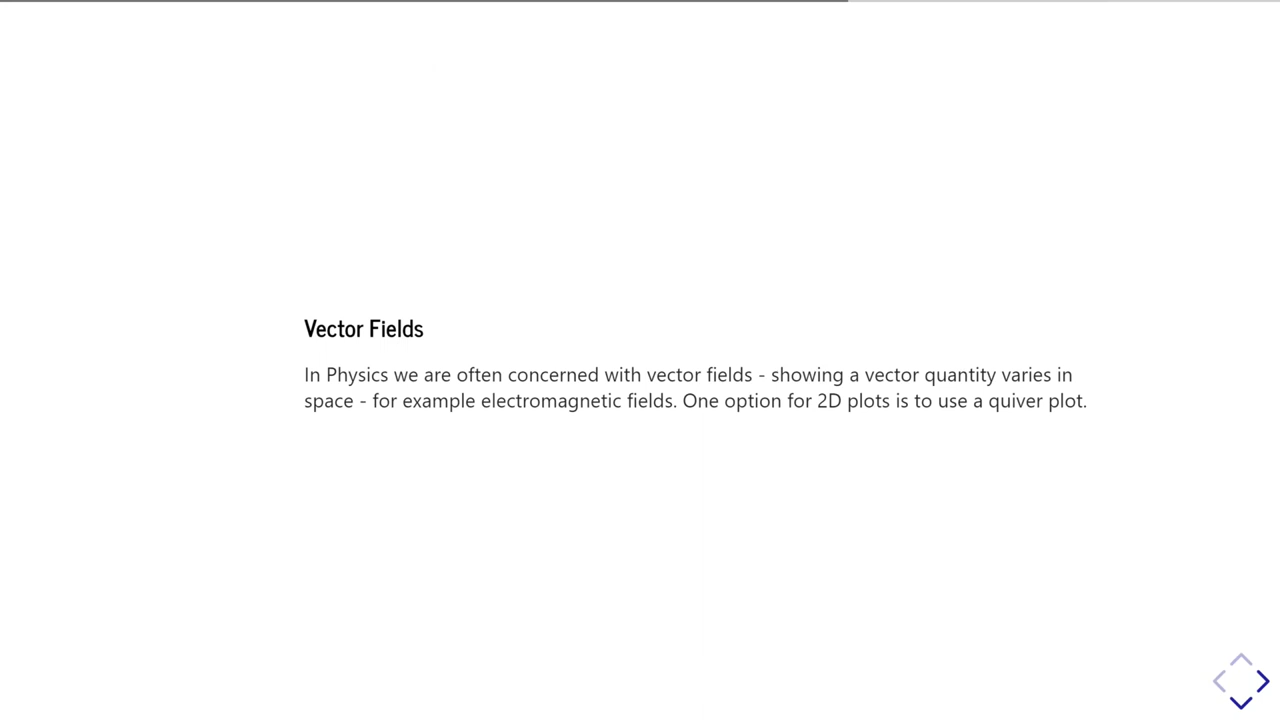 Vector Fields
In Physics we are often concerned with vector fields - showing a vector quantity varies in
space - for example electromagnetic fields. One option for 2D plots is to use a quiver plot.